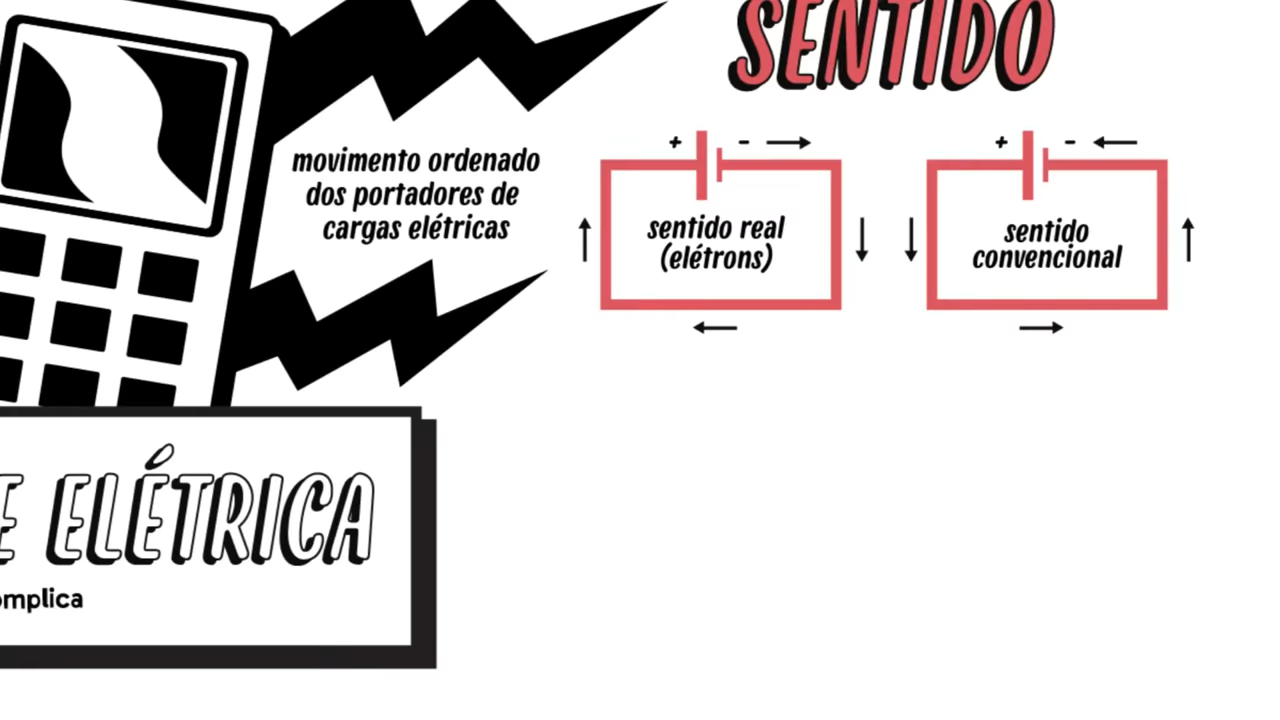 SENTIDO
movimento ordenado
dos portadores de
cargas elétricas
+ -
sentido real
(elétrons)
+ -
sentido
convencional
E ELÉTRICA
omplica